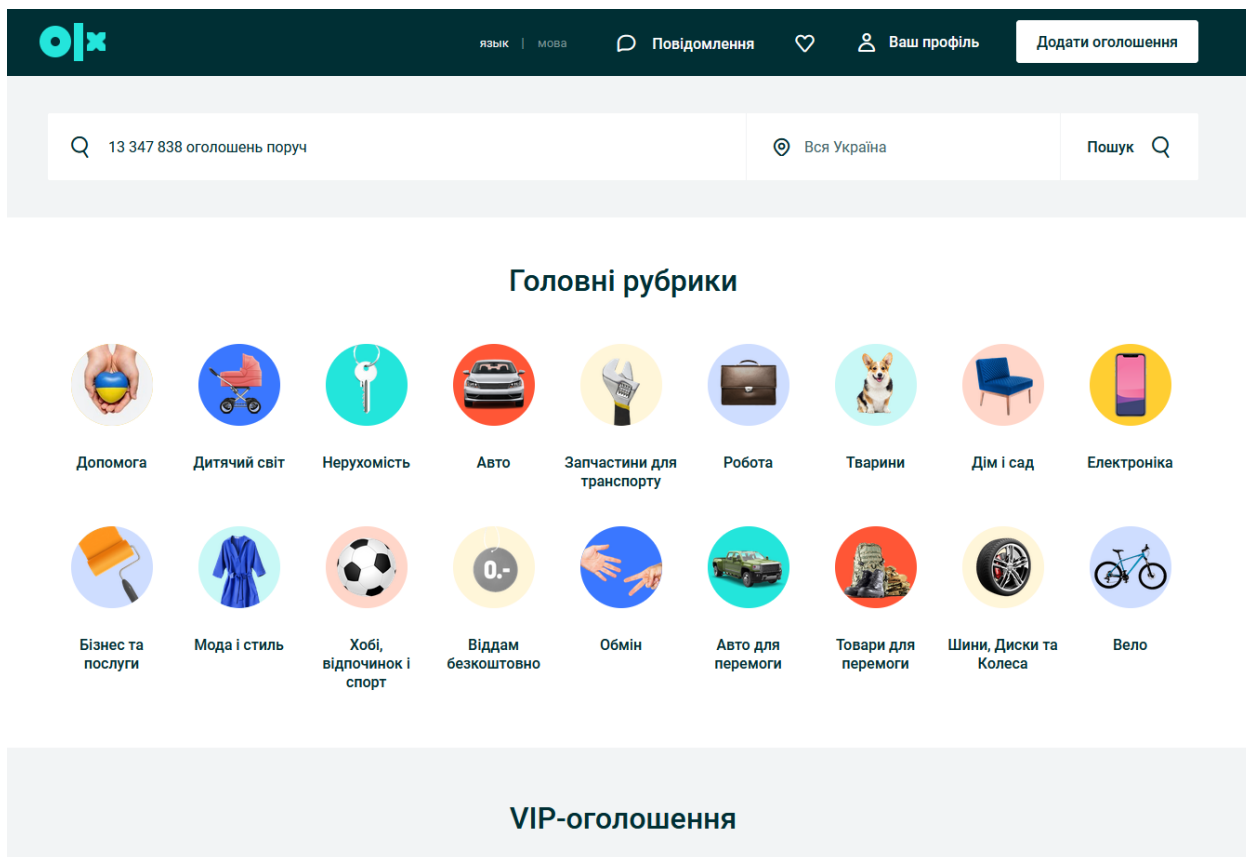 olx
язык | мова
Повідомлення
Ваш профіль
Додати оголошення
13 347 838 оголошень поруч
Вся Україна
Пошук
Головні рубрики
Допомога
Дитячий світ
Нерухомість
Авто
Запчастини для
транспорту
Робота
Тварини
Дім і сад
Електроніка
0.-
Бізнес та
послуги
Мода і стиль
Хобі,
відпочинок і
спорт
Віддам
безкоштовно
Обмін
Авто для
перемоги
Товари для
перемоги
Шини, Диски та
Колеса
Вело
VIP-оголошення